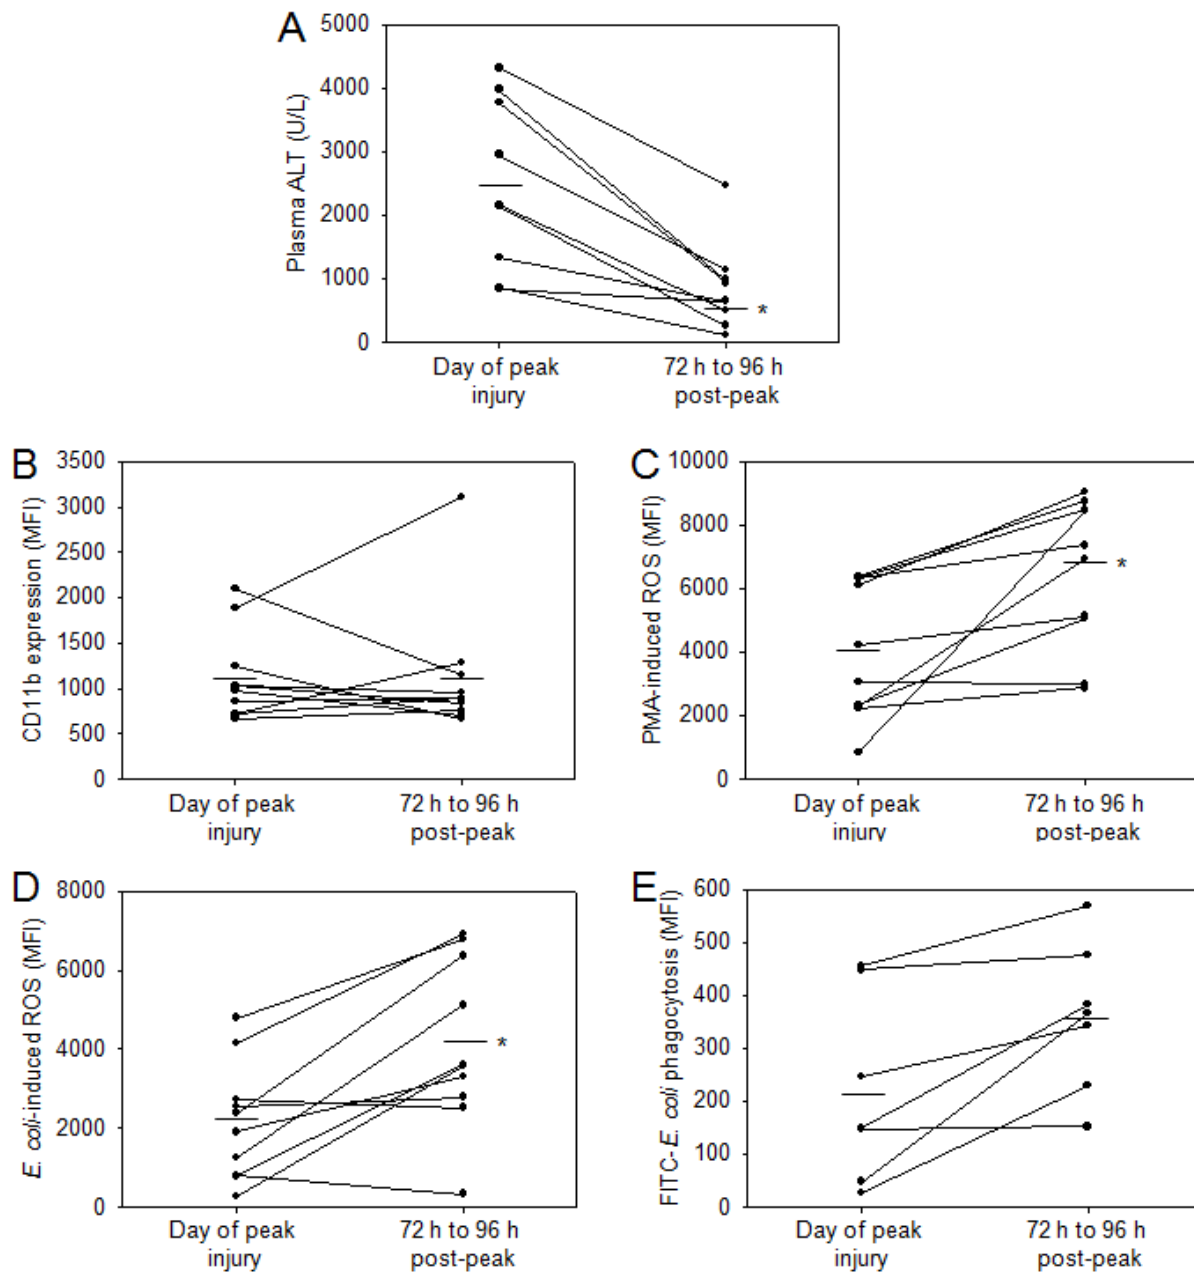 A
Plasma ALT (U/L)
5000
4000
3000
2000
1000
0
*
Day of peak
injury
72 h to 96 h
post-peak
B
CD11b expression (MFI)
3500
3000
2500
2000
1500
1000
500
0
Day of peak
injury
72 h to 96 h
post-peak
C
PMA-induced ROS (MFI)
10000
8000
6000
4000
2000
0
*
Day of peak
injury
72 h to 96 h
post-peak
D
E. coli-induced ROS (MFI)
8000
6000
4000
2000
0
*
Day of peak
injury
72 h to 96 h
post-peak
E
FITC-E. coli phagocytosis (MFI)
600
500
400
300
200
100
0
Day of peak
injury
72 h to 96 h
post-peak